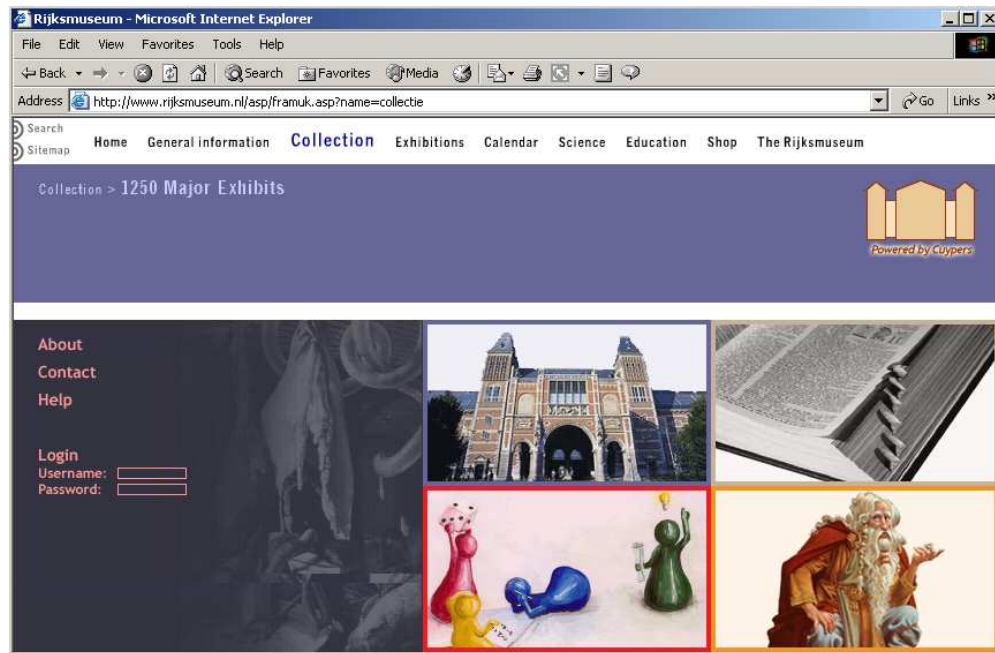 Rijksmuseum - Microsoft Internet Explorer
File Edit View Favorites Tools Help
Back Search Favorites Media
Address http://www.rijksmuseum.nl/asp/framuk.asp?name=collectie Go Links »
Search
Sitemap
Home General information Collection Exhibitions Calendar Science Education Shop The Rijksmuseum
Collection > 1250 Major Exhibits
Powered by Cuypers
About
Contact
Help
Login
Username:
Password: